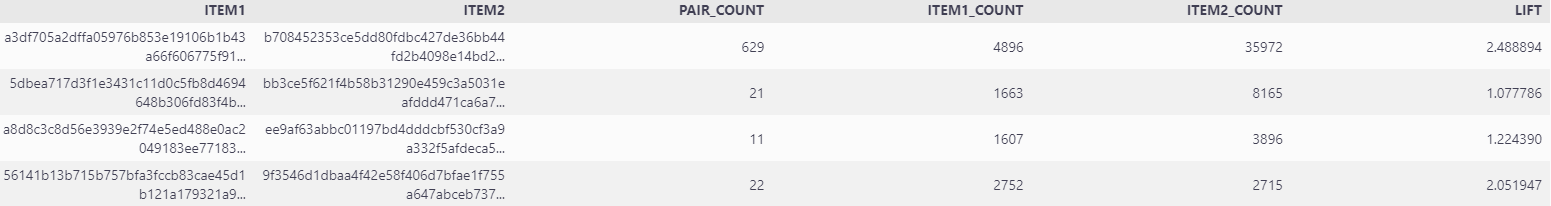 ITEM1 ITEM2 PAIR_COUNT ITEM1_COUNT ITEM2_COUNT LIFT
a3df705a2dffa05976b853e19106b1b43 b708452353ce5dd80fdbc427de36bb44
a66f606775f91... fd2b4098e14bd2... 629 4896 35972 2.488894
5dbea717d3f1e3431c11d0c5fb8d4694 bb3ce5f621f4b58b31290e459c3a5031e
648b306fd83f4b... afddd471ca6a7... 21 1663 8165 1.077786
a8d8c3c8d56e3939e2f74e5ed488e0ac2 ee9af63abbc01197bd4dddcbf530cf3a9
049183ee77183... a332f5afdeca5... 11 1607 3896 1.224390
56141b13b715b757bfa3fccb83cae45d1 9f3546d1dbaa4f42e58f406d7bfae1f755
b121a179321a9... a647abceb737... 22 2752 2715 2.051947